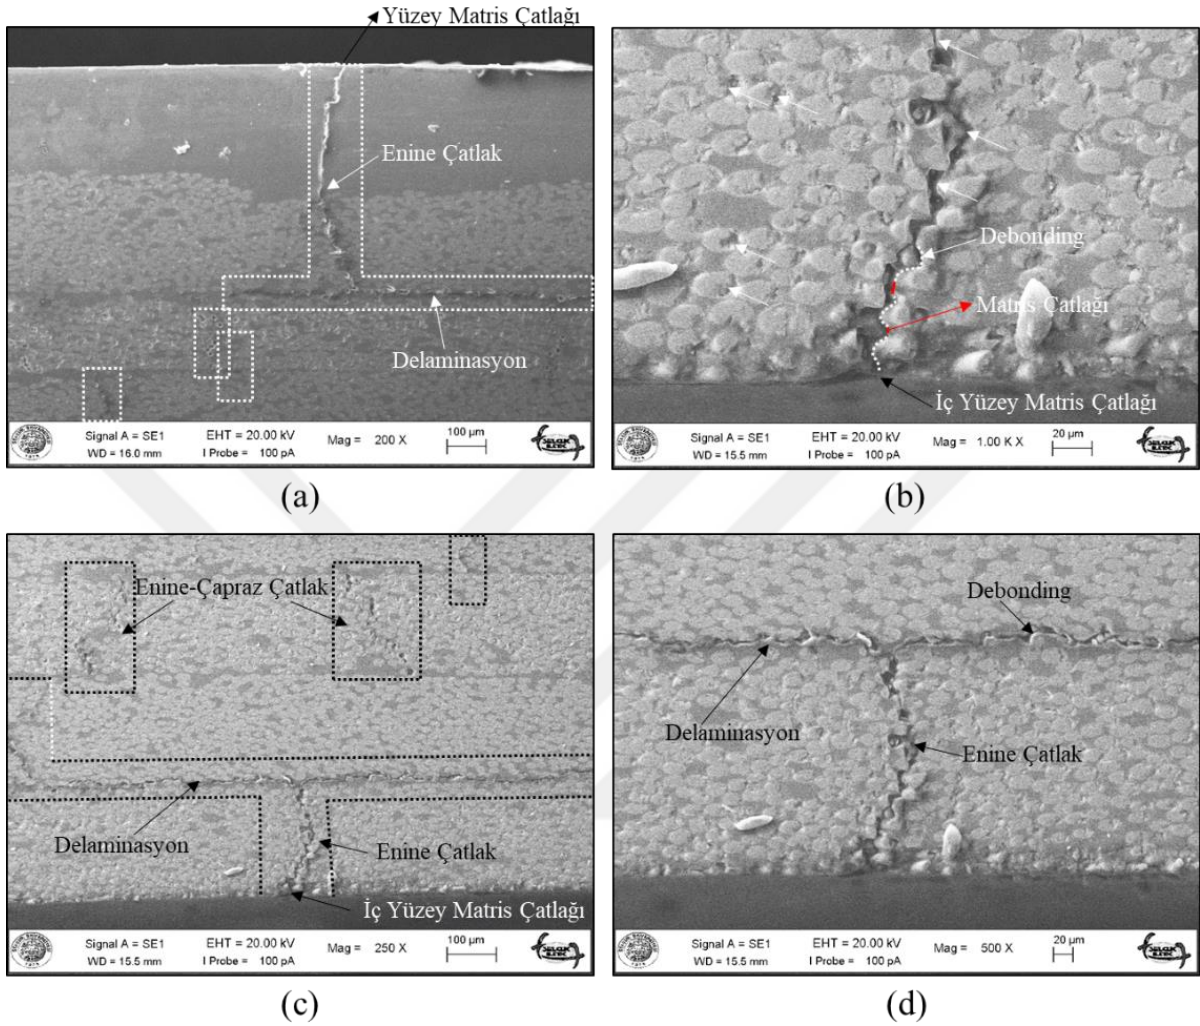 Yüzey Matris Çatlağı
Enine Çatlak
Delaminasyon
Signal A = SE1
WD = 16.0 mm
EHT = 20.00 kV
I Probe = 100 pA
Mag = 200 X
100 µm
(a)
Debonding
Matris Çatlağı
İç Yüzey Matris Çatlağı
Signal A = SE1
WD = 15.5 mm
EHT = 20.00 kV
I Probe = 100 pA
Mag = 1.00 K X
20 µm
(b)
Enine-Çapraz Çatlak
Delaminasyon
Enine Çatlak
İç Yüzey Matris Çatlağı
Signal A = SE1
WD = 15.5 mm
EHT = 20.00 kV
I Probe = 100 pA
Mag = 250 X
100 µm
(c)
Debonding
Delaminasyon
Enine Çatlak
Signal A = SE1
WD = 15.5 mm
EHT = 20.00 kV
I Probe = 100 pA
Mag = 500 X
20 µm
(d)